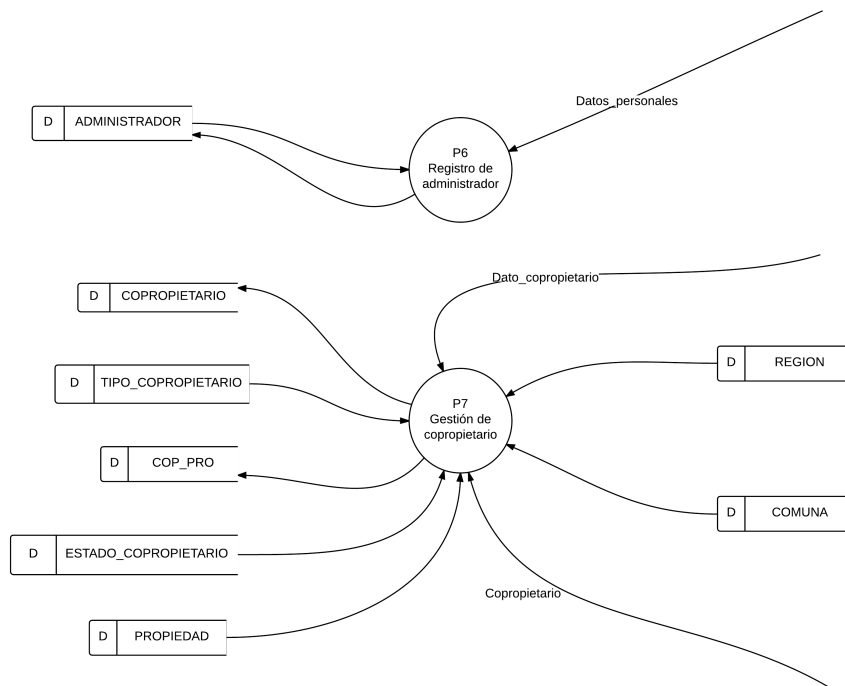 Datos_personales
D
ADMINISTRADOR
P6
Registro de
administrador
Dato_copropietario
D
COPROPIETARIO
D
REGION
D
TIPO_COPROPIETARIO
P7
Gestión de
copropietario
D
COP_PRO
D
COMUNA
D
ESTADO_COPROPIETARIO
Copropietario
D
PROPIEDAD